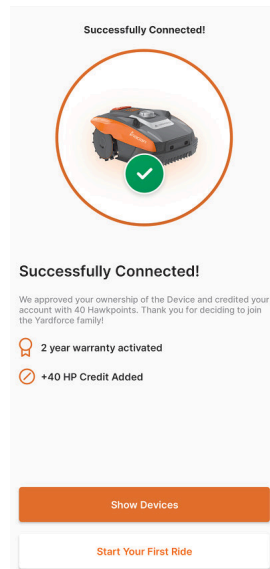 Successfully Connected!
Successfully Connected!
We approved your ownership of the Device and credited your
account with 40 Hawkpoints. Thank you for deciding to join
the Yardforce family!
2 year warranty activated
+40 HP Credit Added
Show Devices
Start Your First Ride